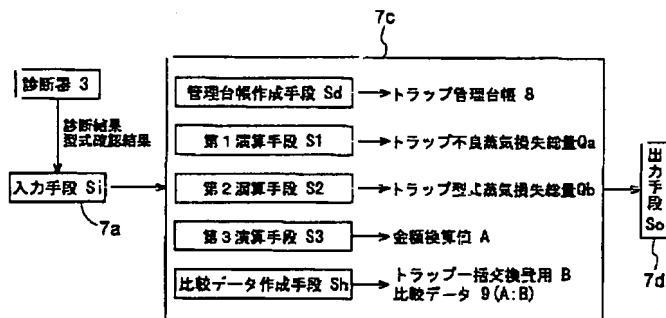 7c
診断器 3
診断結果
型式確認結果
入力手段 Si
7a
管理台帳作成手段 Sd
トラップ管理台帳 8
第1演算手段 S1
トラップ不良蒸気損失総量Qa
第2演算手段 S2
トラップ型式蒸気損失総量Qb
第3演算手段 S3
金額換算値 A
比較データ作成手段 Sh
トラップ一括交換費用 B
比較データ 9(A:B)
出力手段 So
7d